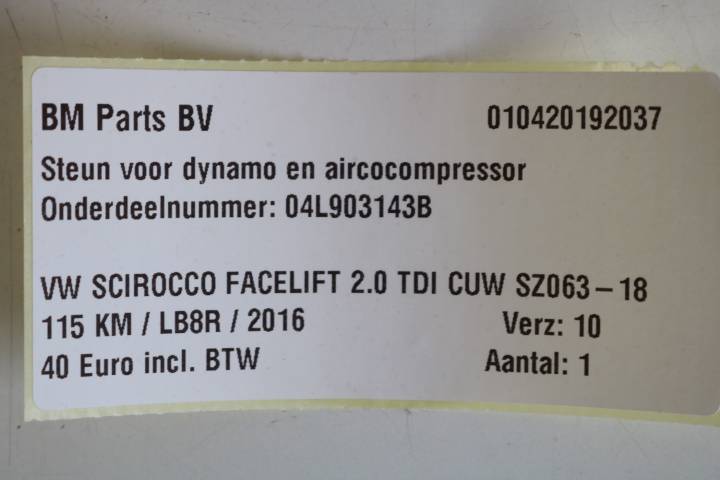 BM Parts BV 010420192037
Steun voor dynamo en aircocompressor
Onderdeelnummer: 04L903143B
VW SCIROCCO FACELIFT 2.0 TDI CUW SZ063-18
115 KM / LB8R / 2016 Verz: 10
40 Euro incl. BTW Aantal: 1